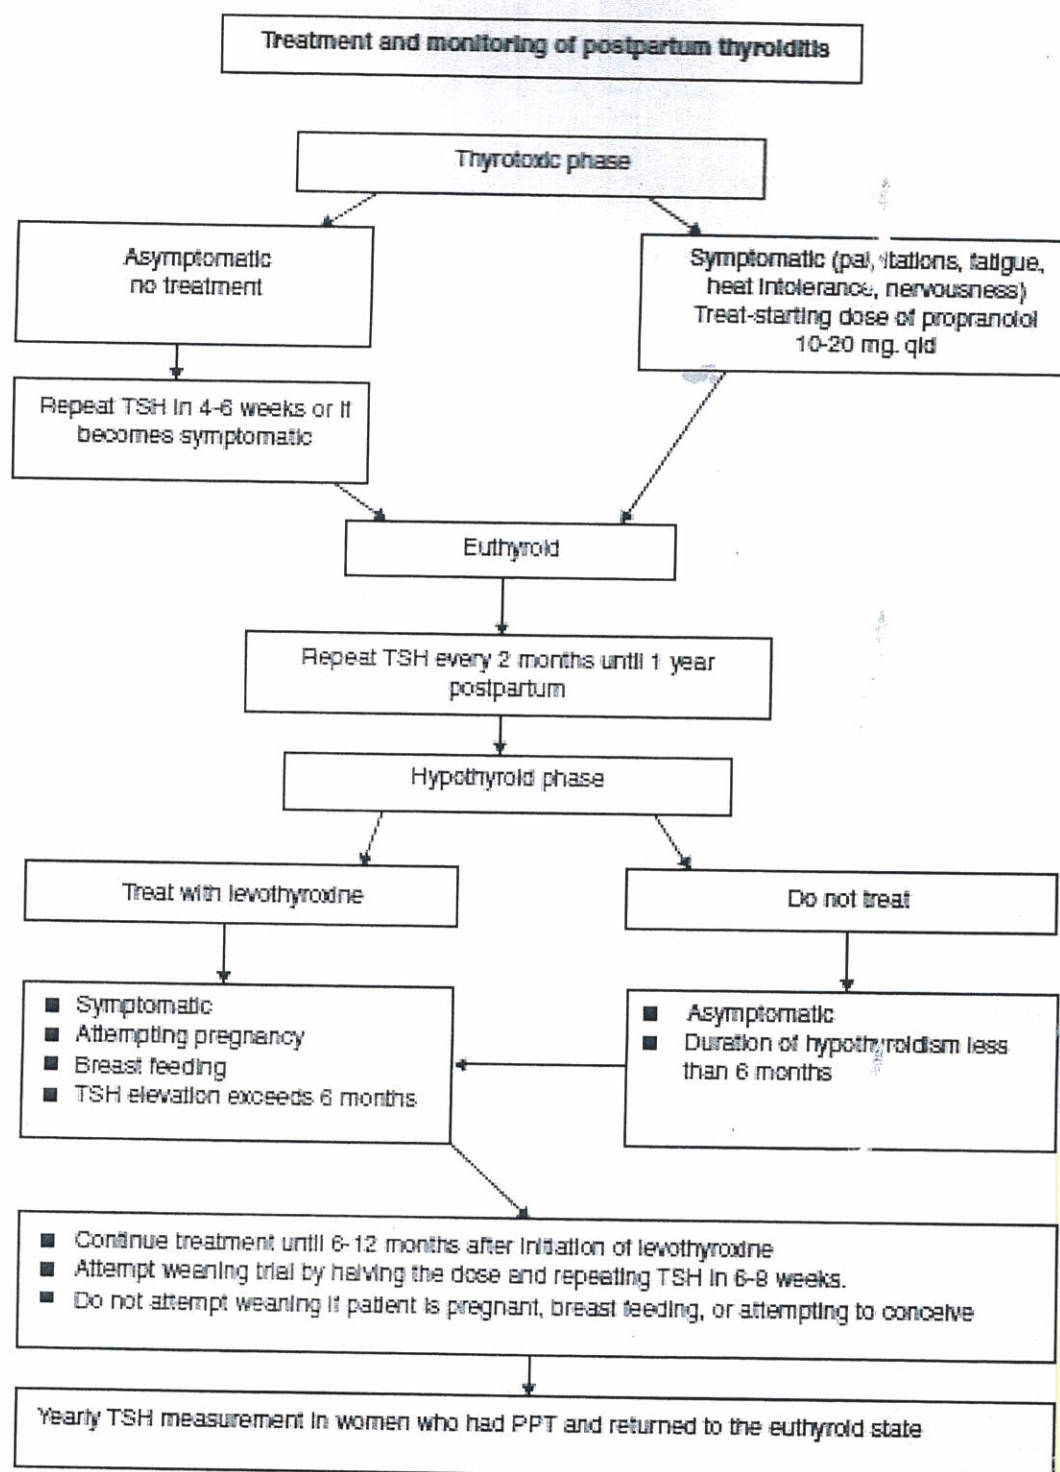 Treatment and monitoring of postpartum thyroiditis
Thyrotoxic phase
Asymptomatic
no treatment
Symptomatic (palpitations, fatigue,
heat intolerance, nervousness)
Treat-starting dose of propranolol
10-20 mg. qid
Repeat TSH in 4-6 weeks or if
becomes symptomatic
Euthyroid
Repeat TSH every 2 months until 1 year
postpartum
Hypothyroid phase
Treat with levothyroxine
Do not treat
■ Symptomatic
■ Attempting pregnancy
■ Breast feeding
■ TSH elevation exceeds 6 months
■ Asymptomatic
■ Duration of hypothyroidism less
than 6 months
■ Continue treatment until 6-12 months after initiation of levothyroxine
■ Attempt weaning trial by halving the dose and repeating TSH in 6-8 weeks.
■ Do not attempt weaning if patient is pregnant, breast feeding, or attempting to conceive
Yearly TSH measurement in women who had PPT and returned to the euthyroid state